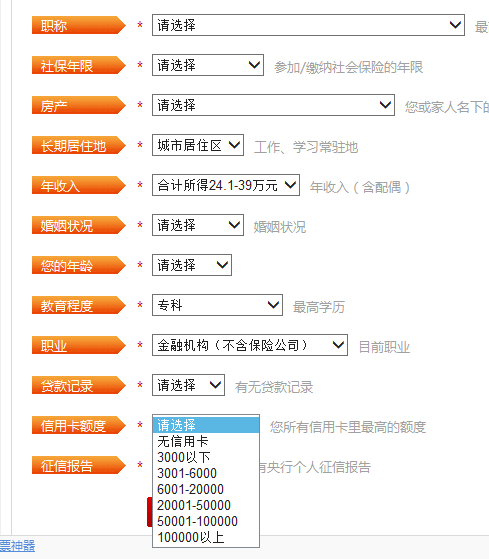 职称 * 请选择 最
社保年限 * 请选择 参加/缴纳社会保险的年限
房产 * 请选择 您或家人名下的
长期居住地 * 城市居住区 工作、学习常驻地
年收入 * 合计所得24.1-39万元 年收入（含配偶）
婚姻状况 * 请选择 婚姻状况
您的年龄 * 请选择
教育程度 * 专科 最高学历
职业 * 金融机构（不含保险公司） 目前职业
贷款记录 * 请选择 有无贷款记录
信用卡额度 * 请选择 您所有信用卡里最高的额度
无信用卡
3000以下
征信报告 * 3001-6000 有央行个人征信报告
6001-20000
20001-50000
50001-100000
100000以上
票神器